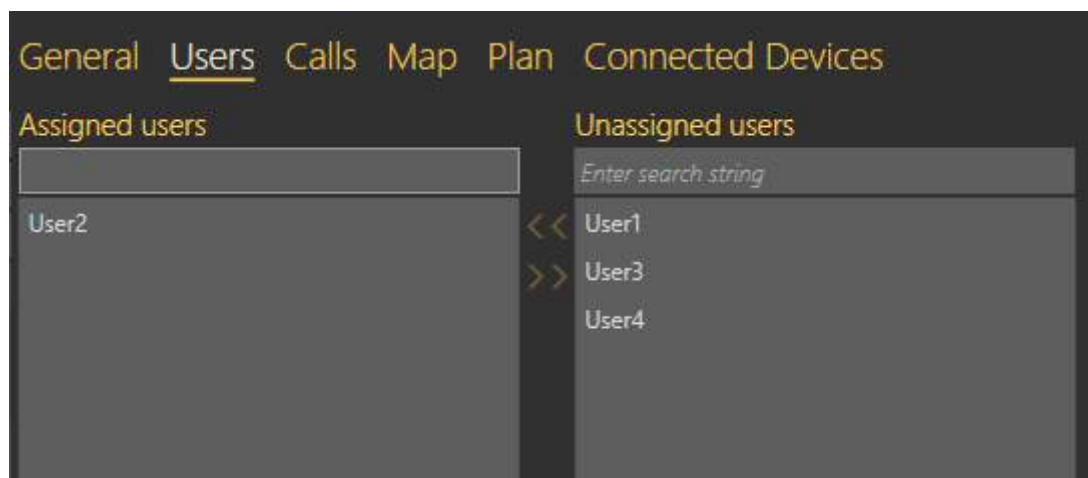 General Users Calls Map Plan Connected Devices
Assigned users
Unassigned users
Enter search string
User2
<<
>>
User1
User3
User4